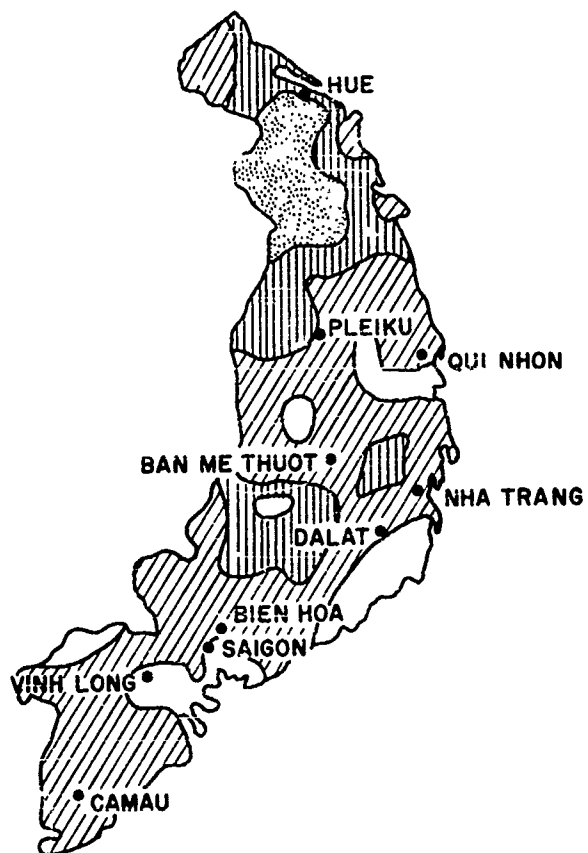 HUE
PLEIKU
QUI NHON
BAN ME THUOT
NHA TRANG
DALAT
BIEN HOA
SAIGON
VINH LONG
CAMAU